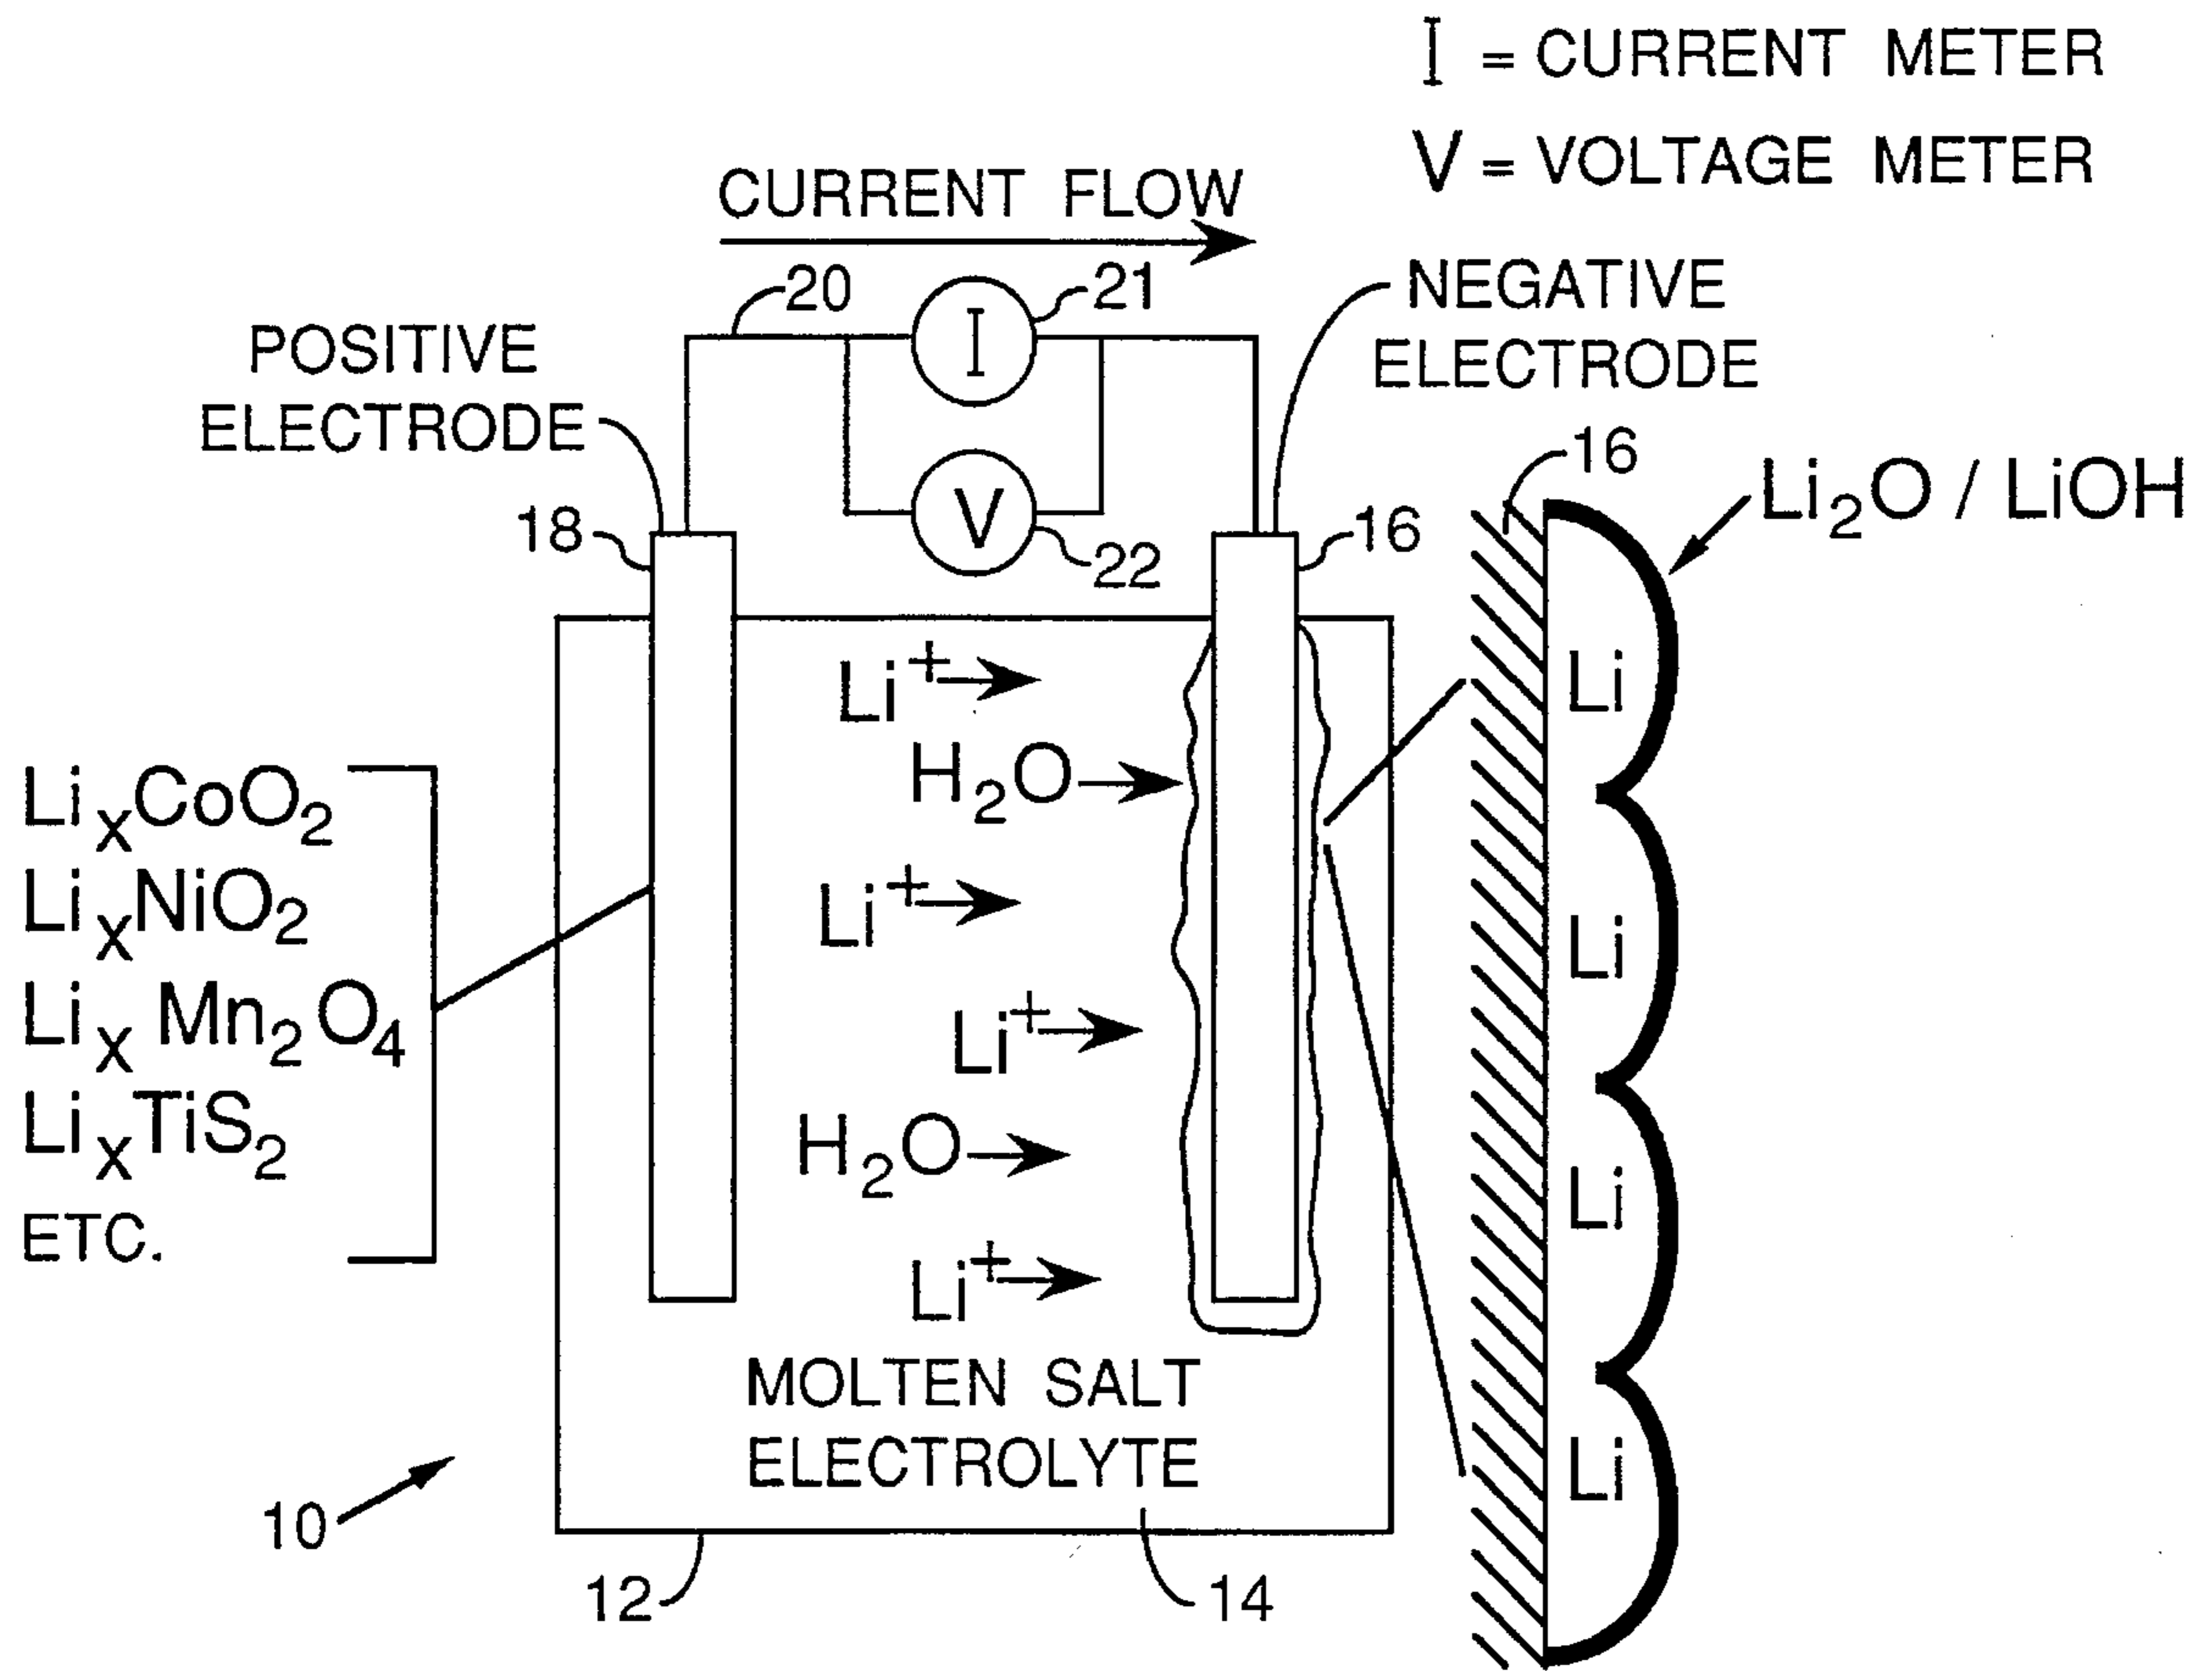 I = CURRENT METER
V = VOLTAGE METER
CURRENT FLOW
20
21
NEGATIVE
ELECTRODE
POSITIVE
ELECTRODE
I
16
Li₂O / LiOH
18
V
22
16
Li⁺
Li
H₂O
LiₓCoO₂
LiₓNiO₂
Li⁺
Li
Liₓ Mn₂O₄
Li⁺
LiₓTiS₂
H₂O
Li
ETC.
Li⁺
MOLTEN SALT
ELECTROLYTE
Li
10
12
14